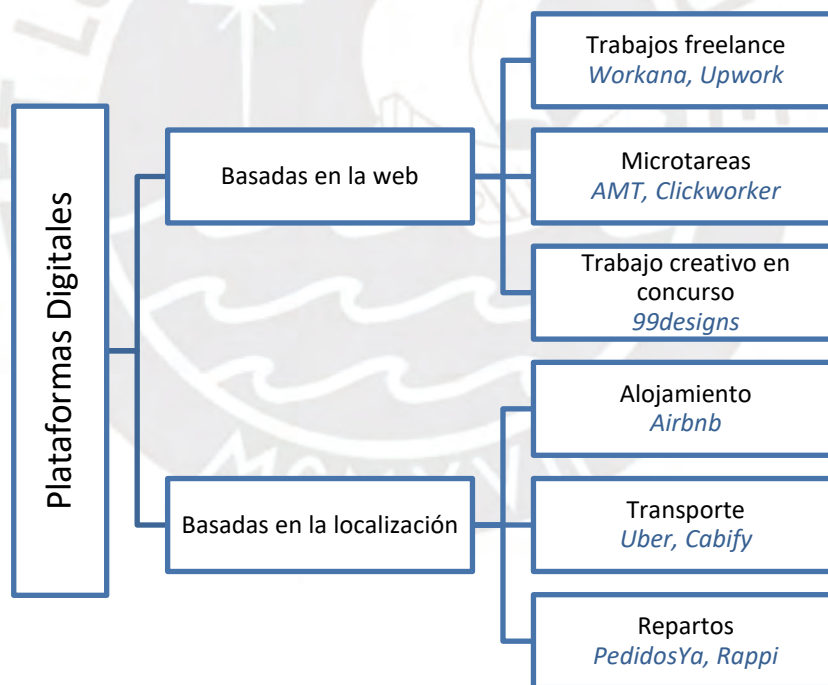 Plataformas Digitales
Basadas en la web
Trabajos freelance
Workana, Upwork
Microtareas
AMT, Clickworker
Trabajo creativo en
concurso
99designs
Basadas en la localización
Alojamiento
Airbnb
Transporte
Uber, Cabify
Repartos
PedidosYa, Rappi